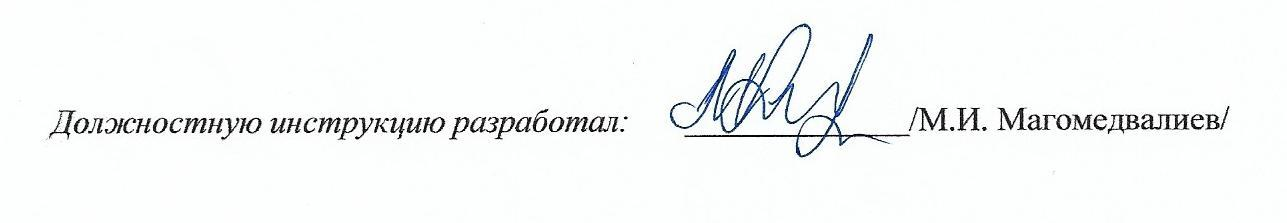 Должностную инструкцию разработал: /М.И. Магомедвалиев/